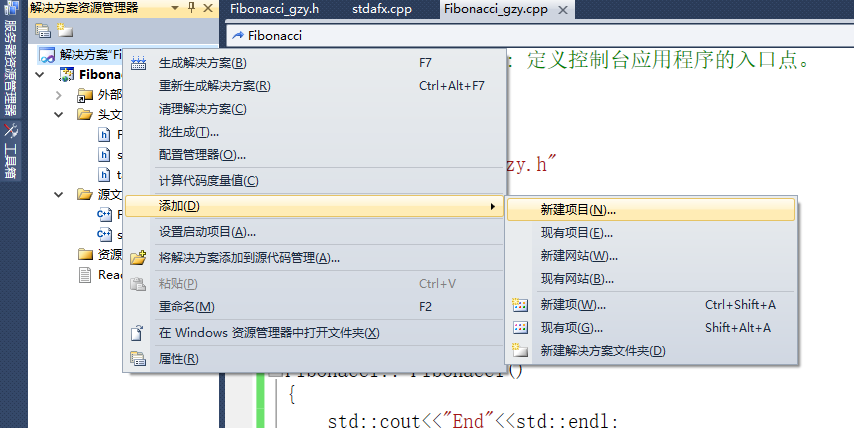 解决方案资源管理器
Fibonacci_gzy.h
stdafx.cpp
Fibonacci_gzy.cpp
Fibonacci
服务器资源管理器
工具箱
解决方案"Fi
Fibona
外部
头文
F
s
t
源文
F
s
资源
Read
：定义控制台应用程序的入口点。
zy.h"
生成解决方案(B) F7
重新生成解决方案(R) Ctrl+Alt+F7
清理解决方案(C)
批生成(T)...
配置管理器(O)...
计算代码度量值(C)
添加(D)
设置启动项目(A)...
将解决方案添加到源代码管理(A)...
粘贴(P) Ctrl+V
重命名(M) F2
在 Windows 资源管理器中打开文件夹(X)
属性(R)
新建项目(N)...
现有项目(E)...
新建网站(W)...
现有网站(B)...
新建项(W)... Ctrl+Shift+A
现有项(G)... Shift+Alt+A
新建解决方案文件夹(D)
{
std::cout<<"End"<<std::endl;